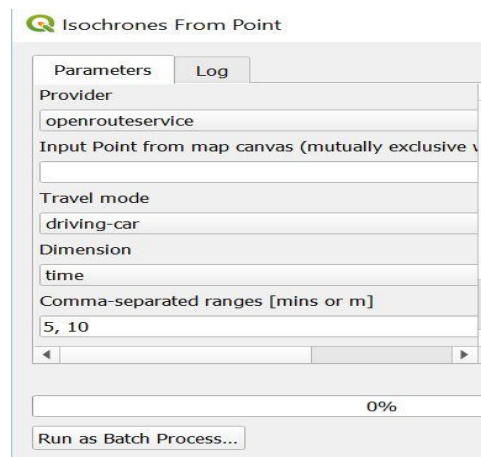 Isochrones From Point
Parameters Log
Provider
openrouteservice
Input Point from map canvas (mutually exclusive
Travel mode
driving-car
Dimension
time
Comma-separated ranges [mins or m]
5, 10
0%
Run as Batch Process...